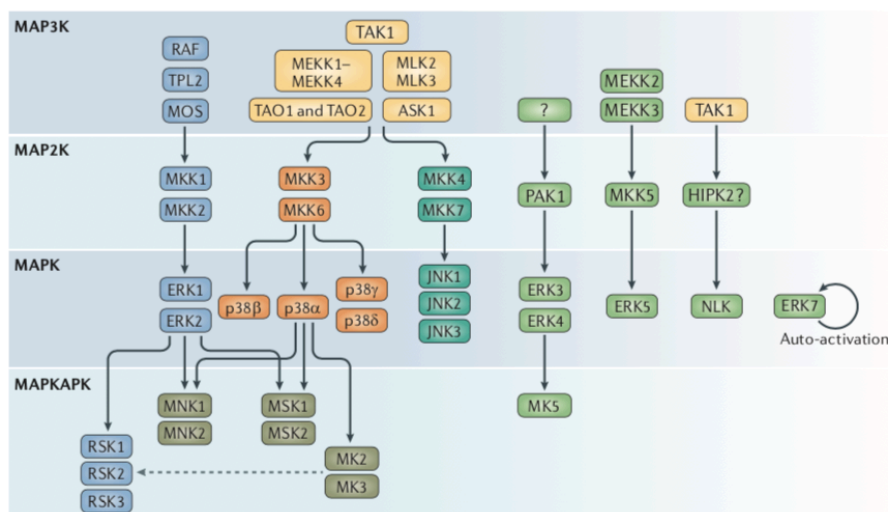 MAP3K
RAF
TPL2
MOS
TAK1
MEKK1–
MEKK4
MLK2
MLK3
TAO1 and TAO2
ASK1
?
MEKK2
MEKK3
TAK1
MAP2K
MKK1
MKK2
MKK3
MKK6
MKK4
MKK7
PAK1
MKK5
HIPK2?
MAPK
ERK1
ERK2
p38β
p38α
p38γ
p38δ
JNK1
JNK2
JNK3
ERK3
ERK4
ERK5
NLK
ERK7
Auto-activation
MAPKAPK
MNK1
MNK2
MSK1
MSK2
MK5
RSK1
RSK2
RSK3
MK2
MK3